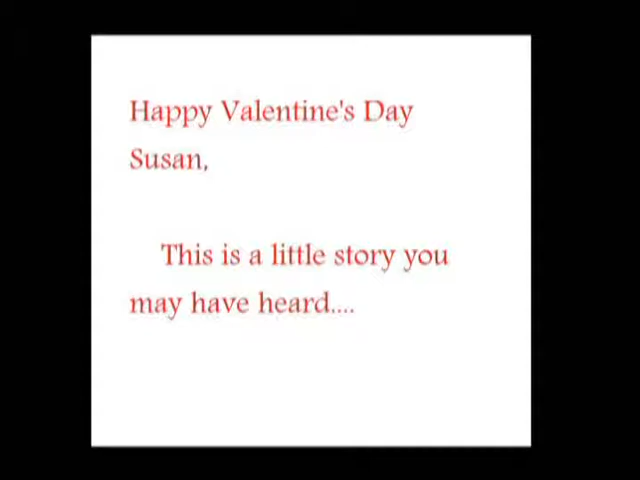 Happy Valentine's Day
Susan,
This is a little story you
may have heard....